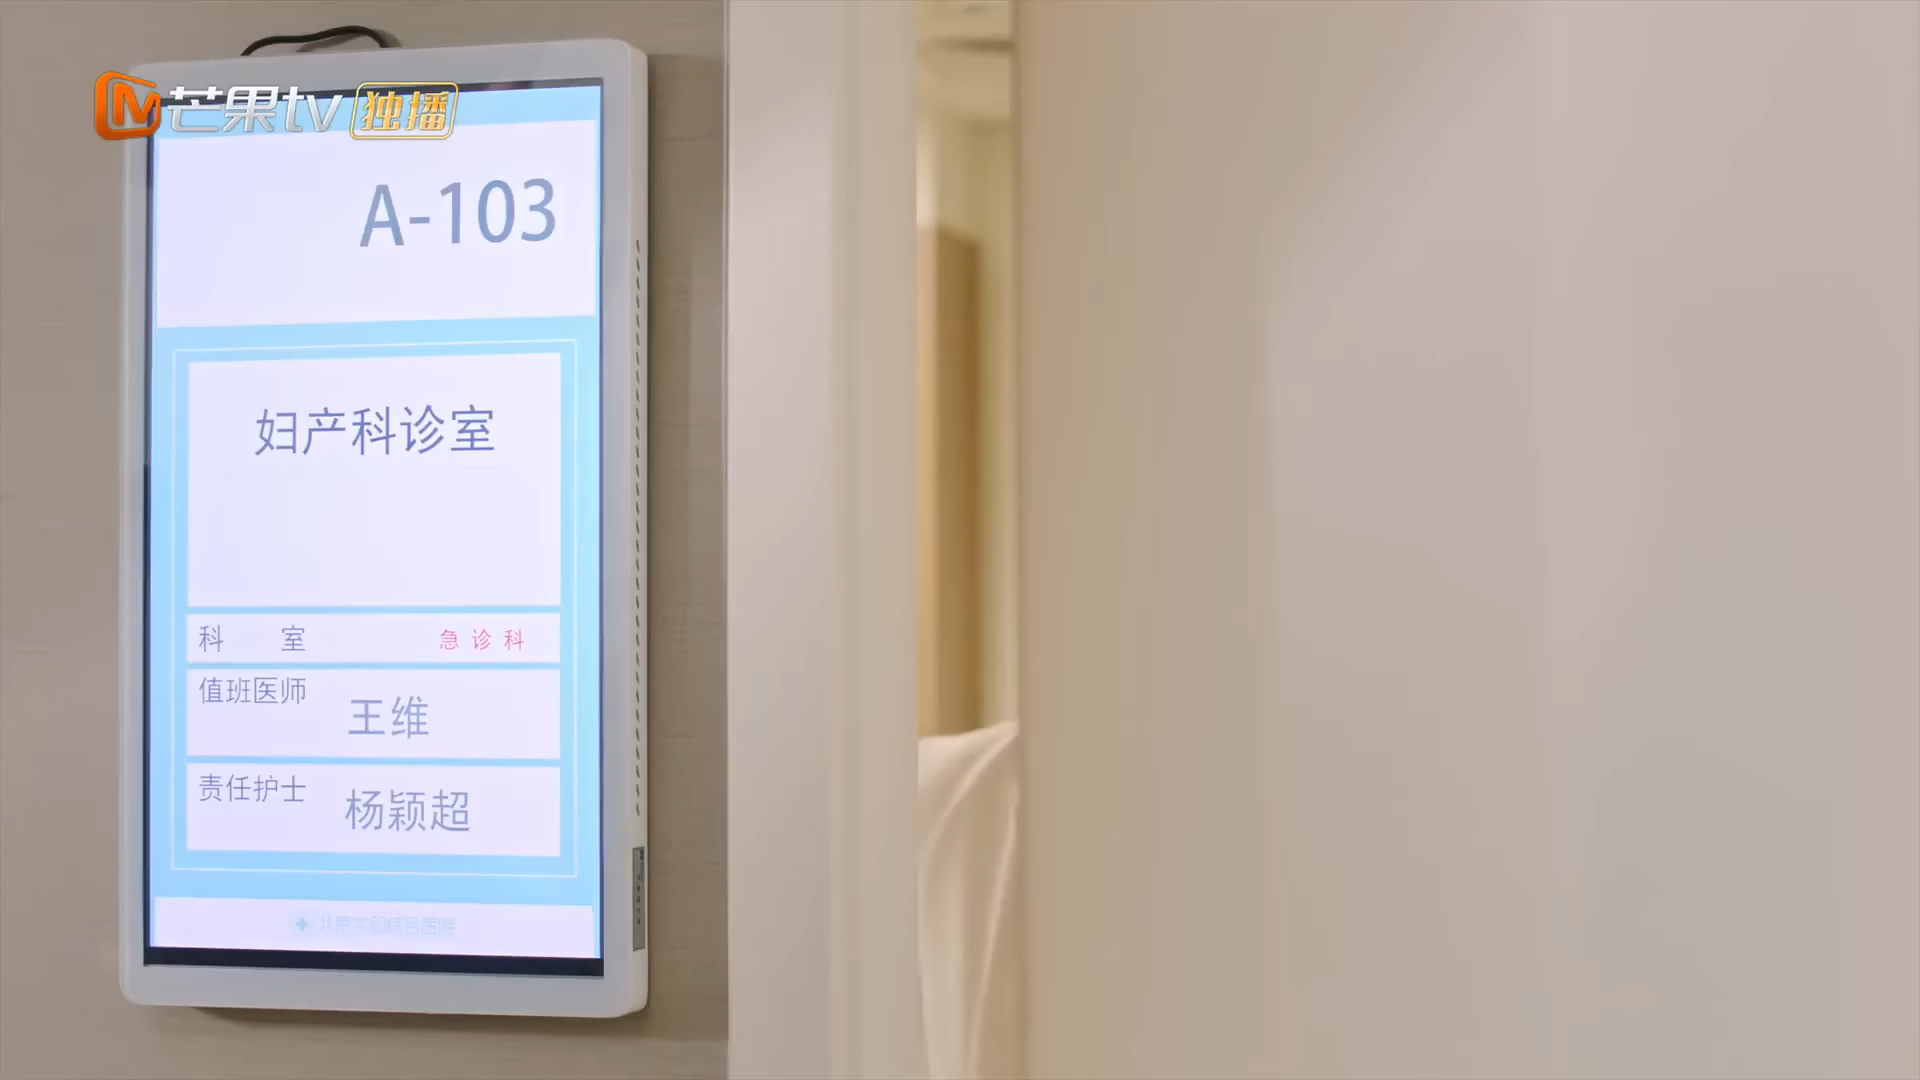 芒果tv 独播
A-103
妇产科诊室
科室 急诊科
值班医师 王维
责任护士 杨颖超